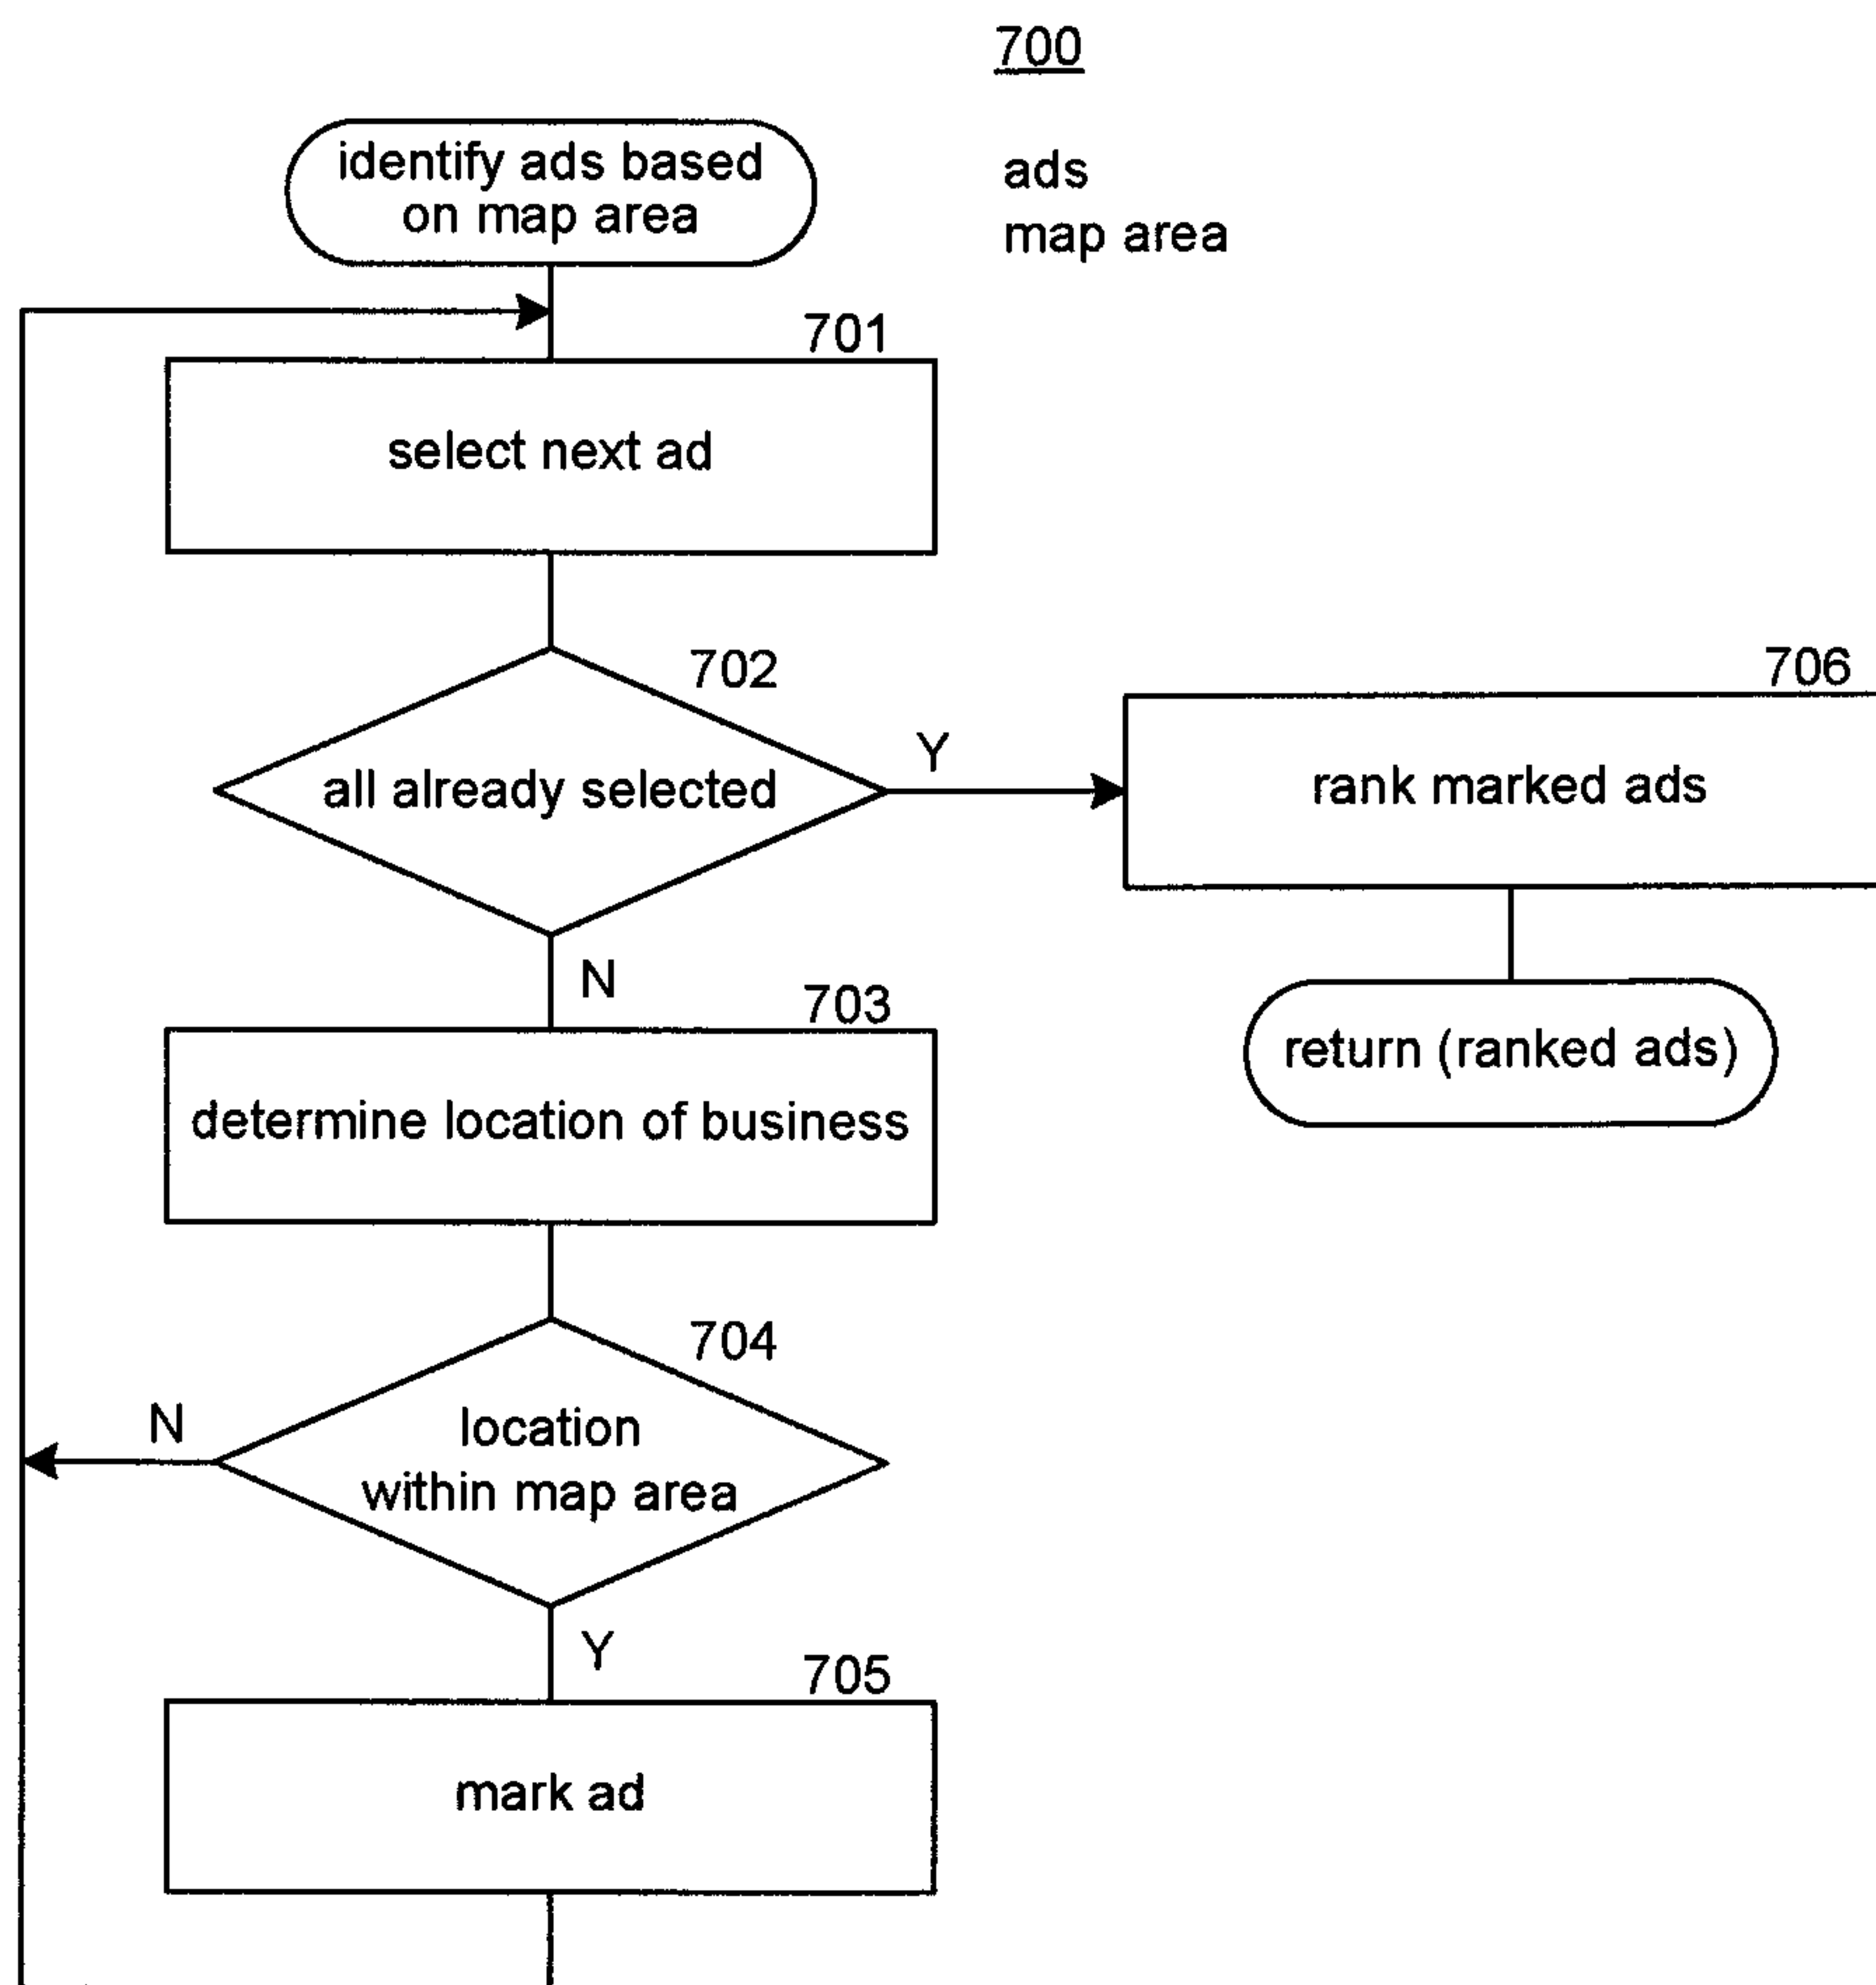 700
identify ads based
on map area
ads
map area
701
select next ad
702
all already selected
Y
706
rank marked ads
N
703
determine location of business
return (ranked ads)
704
location
within map area
N
Y
705
mark ad